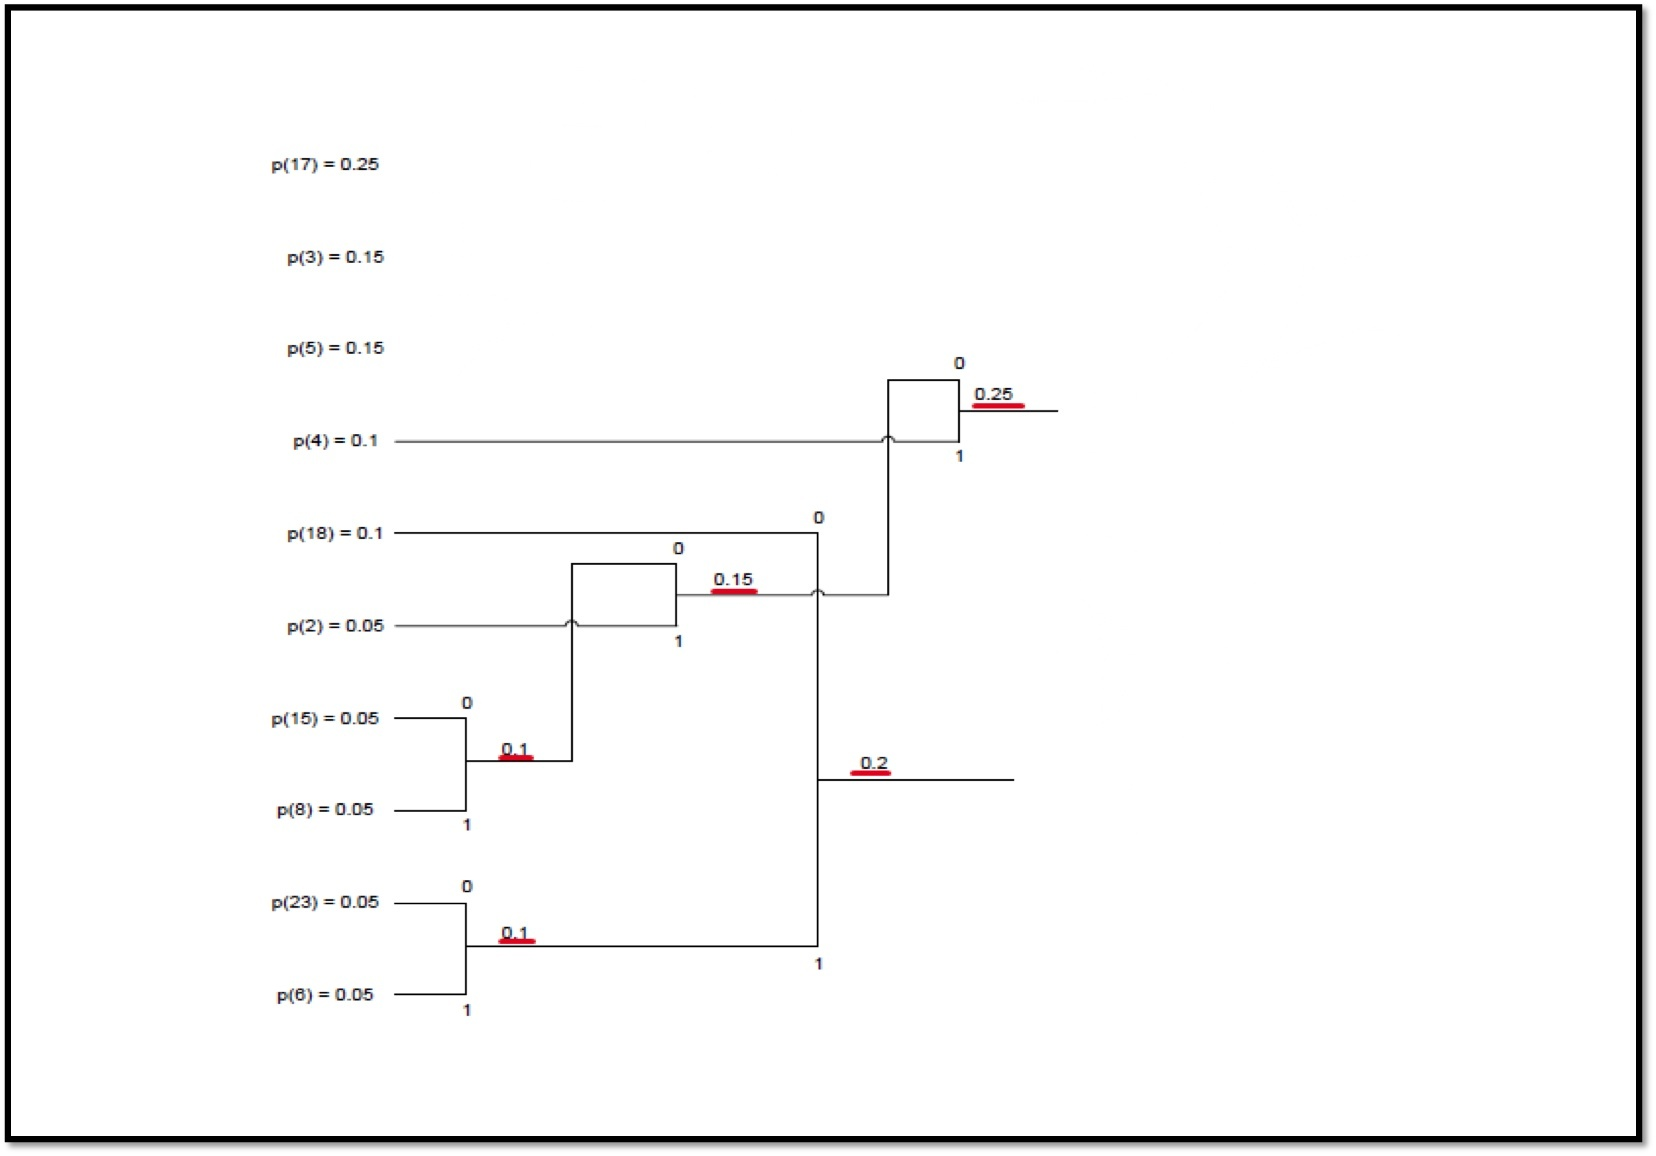 p(17) = 0.25
p(3) = 0.15
p(5) = 0.15
0
0.25
p(4) = 0.1
1
0
p(18) = 0.1
0
0.15
p(2) = 0.05
1
0
p(15) = 0.05
0.1
0.2
p(8) = 0.05
1
0
p(23) = 0.05
0.1
1
p(6) = 0.05
1